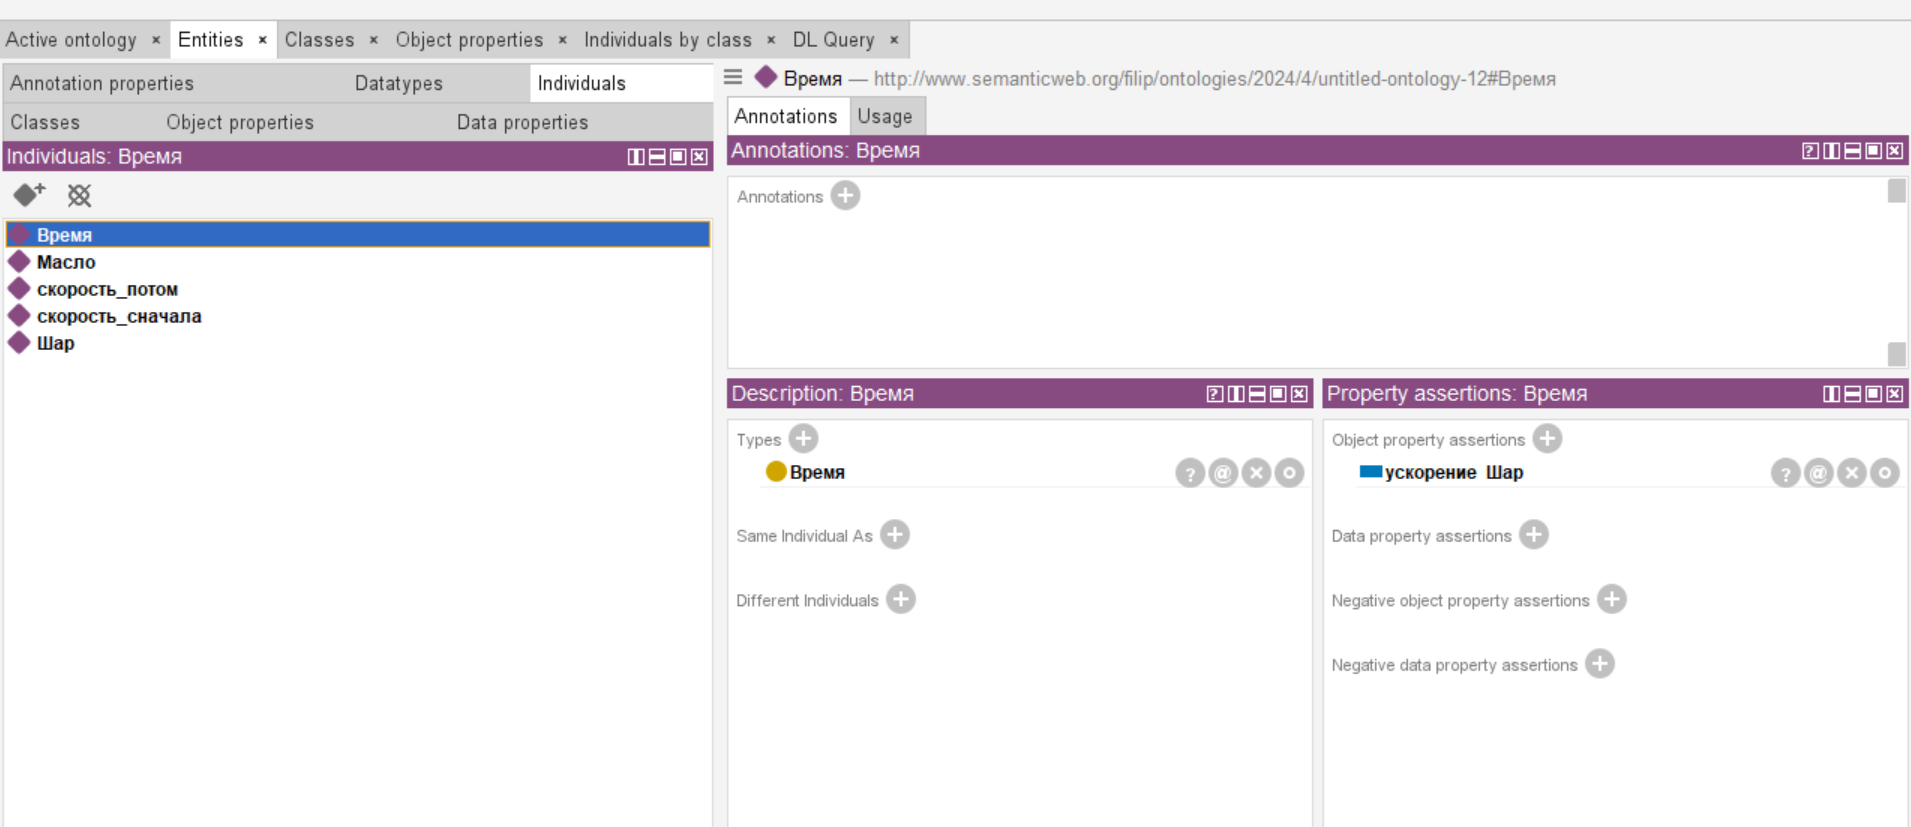 Active ontology × Entities × Classes × Object properties × Individuals by class × DL Query ×
Annotation properties Datatypes Individuals
Classes Object properties Data properties
Individuals: Время
Время
Масло
скорость_потом
скорость_сначала
Шар
Время — http://www.semanticweb.org/filip/ontologies/2024/4/untitled-ontology-12#Время
Annotations Usage
Annotations: Время
Annotations
Description: Время
Types
Время
Same Individual As
Different Individuals
Property assertions: Время
Object property assertions
ускорение Шар
Data property assertions
Negative object property assertions
Negative data property assertions